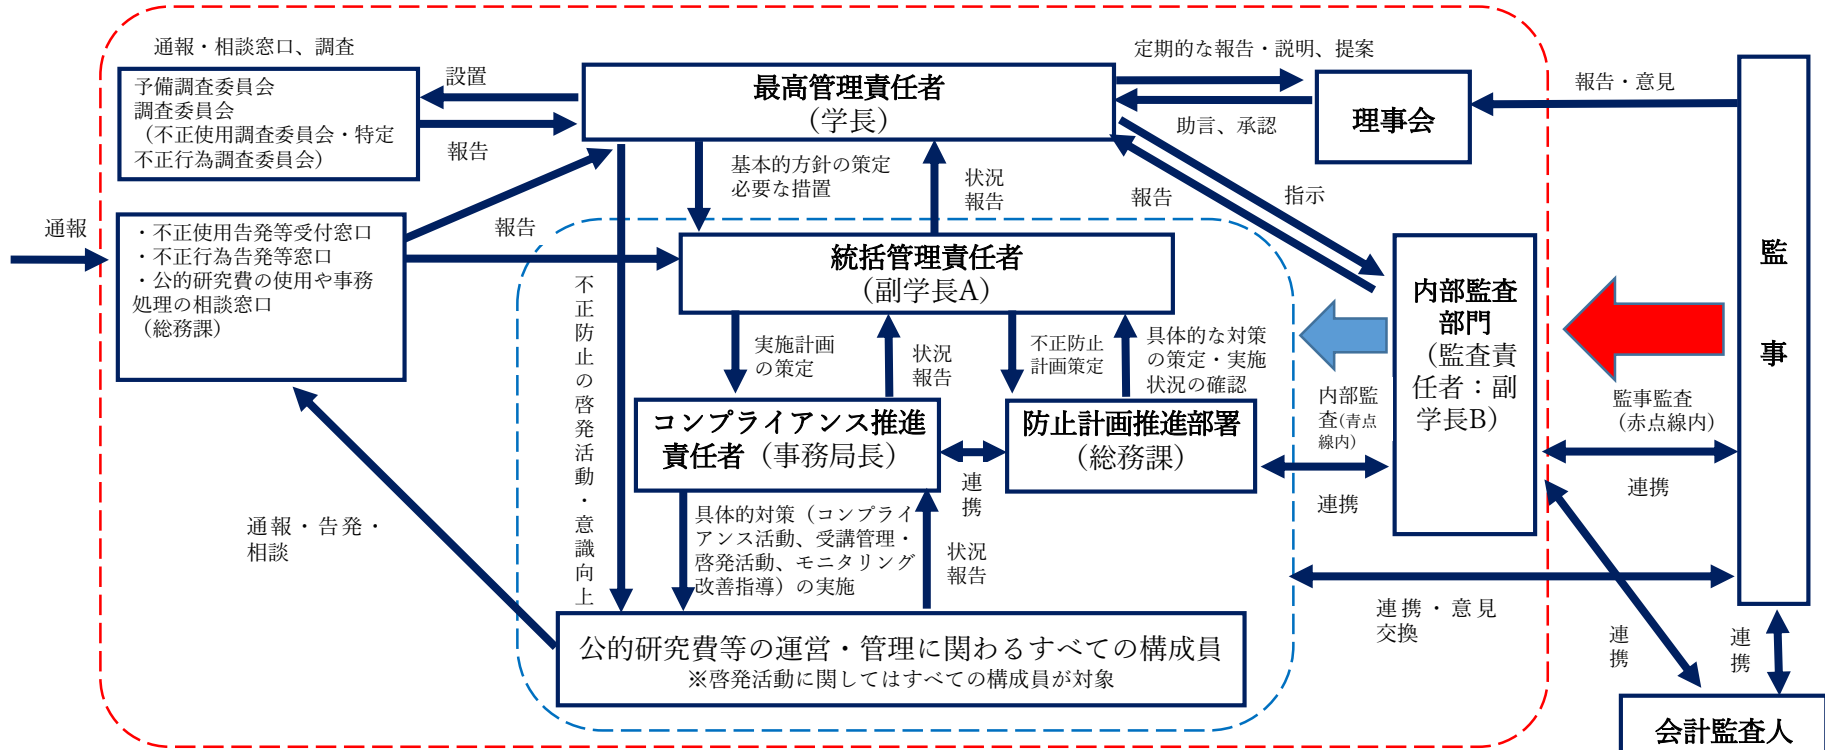 通報・相談窓口、調査
予備調査委員会
調査委員会
（不正使用調査委員会・特定
不正行為調査委員会）
設置
報告
最高管理責任者
（学長）
定期的な報告・説明、提案
助言、承認
理事会
報告・意見
監
事
通報
・不正使用告発等受付窓口
・不正行為告発等窓口
・公的研究費の使用や事務
処理の相談窓口
（総務課）
報告
基本的方針の策定
必要な措置
状況
報告
報告
指示
統括管理責任者
（副学長A）
不正防止の啓発活動・意識向上
実施計画
の策定
状況
報告
不正防止
計画策定
具体的な対策
の策定・実施
状況の確認
内部監査
部門
（監査責
任者：副
学長B）
内部監
査(青点
線内)
監事監査
（赤点線内）
コンプライアンス推進
責任者（事務局長）
連
携
防止計画推進部署
（総務課）
連携
連携
通報・告発・
相談
具体的対策（コンプライ
アンス活動、受講管理・
啓発活動、モニタリング
改善指導）の実施
状況
報告
連携・意見
交換
連
携
連
携
公的研究費等の運営・管理に関わるすべての構成員
※啓発活動に関してはすべての構成員が対象
会計監査人